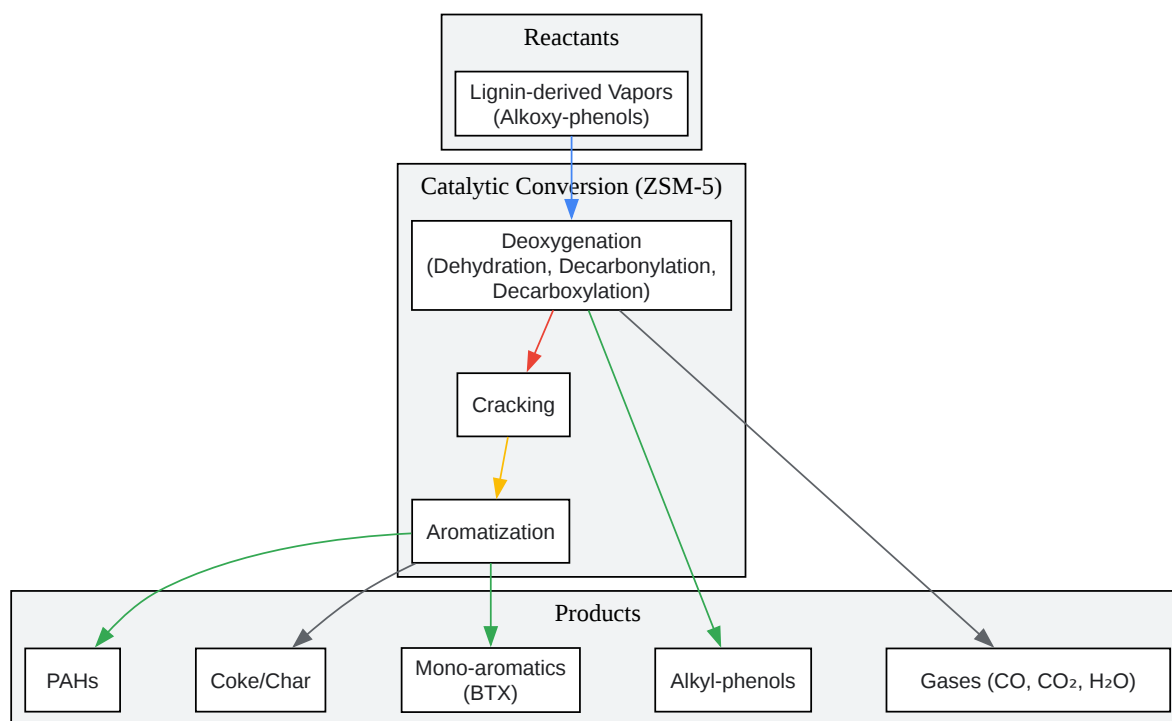 Reactants
Lignin-derived Vapors
(Alkoxy-phenols)
Catalytic Conversion (ZSM-5)
Deoxygenation
(Dehydration, Decarbonylation,
Decarboxylation)
Cracking
Aromatization
Products
PAHs
Coke/Char
Mono-aromatics
(BTX)
Alkyl-phenols
Gases (CO, CO₂, H₂O)